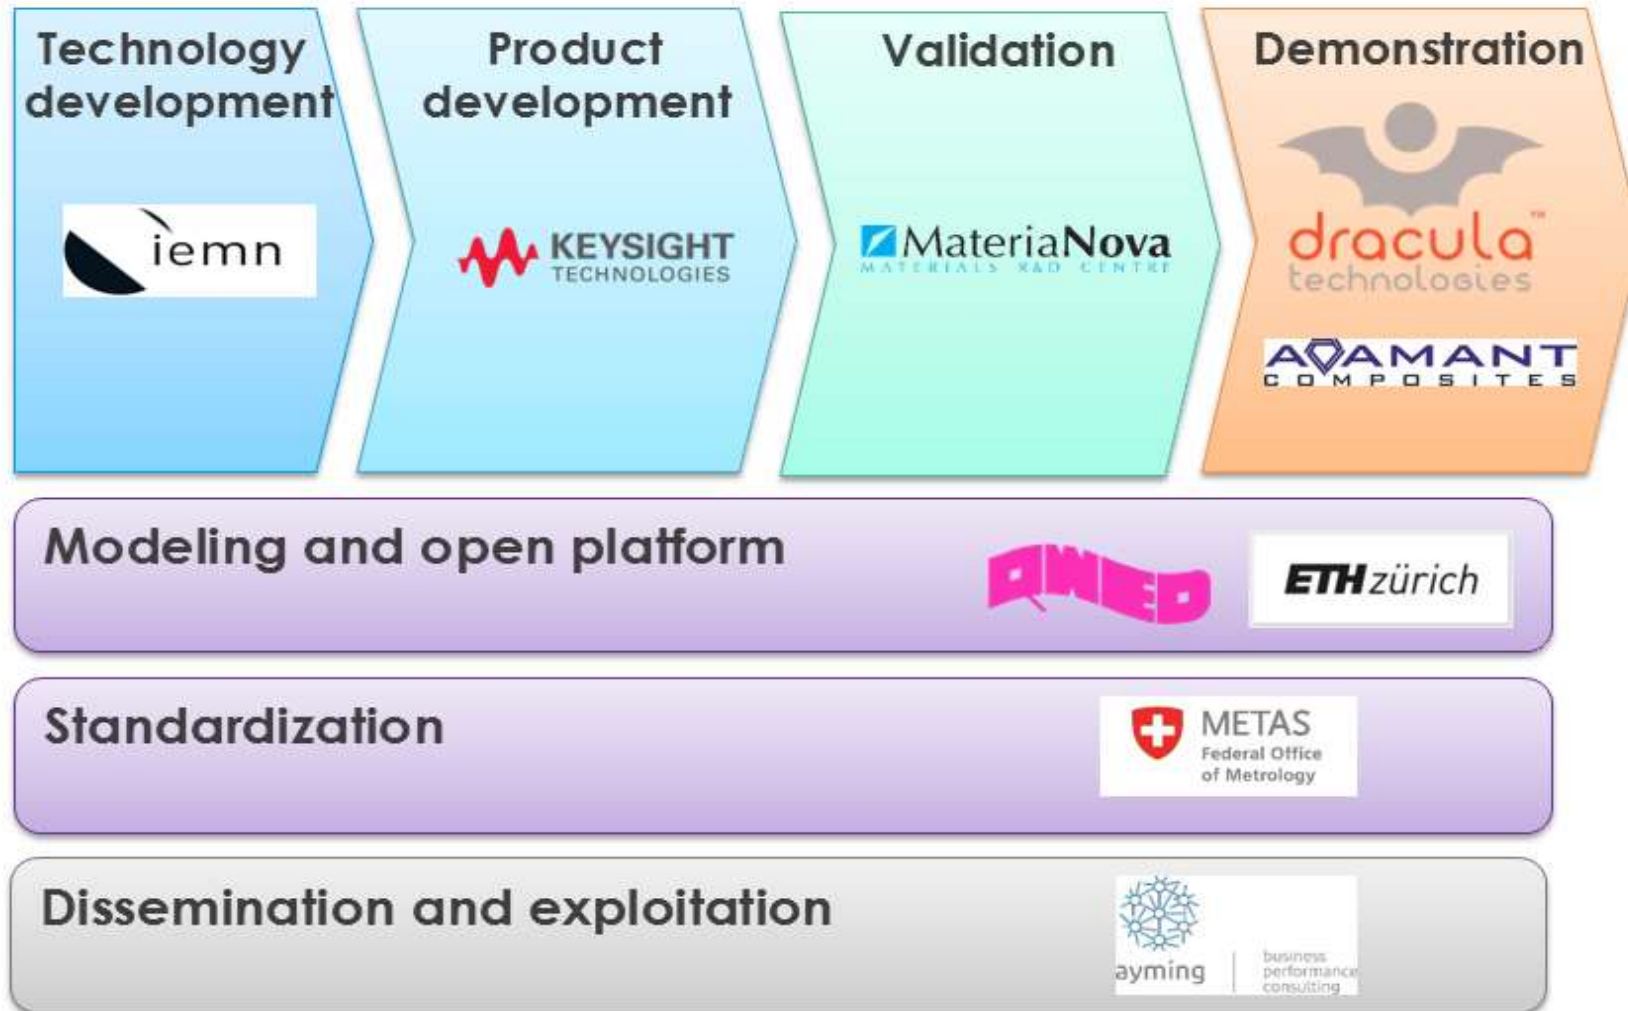 Technology
development
Product
development
Validation
Demonstration
iemn
KEYSIGHT
TECHNOLOGIES
MateriaNova
MATERIALS R&D CENTRE
dracula™
technologies
ADAMANT
COMPOSITES
Modeling and open platform
QWED
ETH zürich
Standardization
METAS
Federal Office
of Metrology
Dissemination and exploitation
ayming
business
performance
consulting